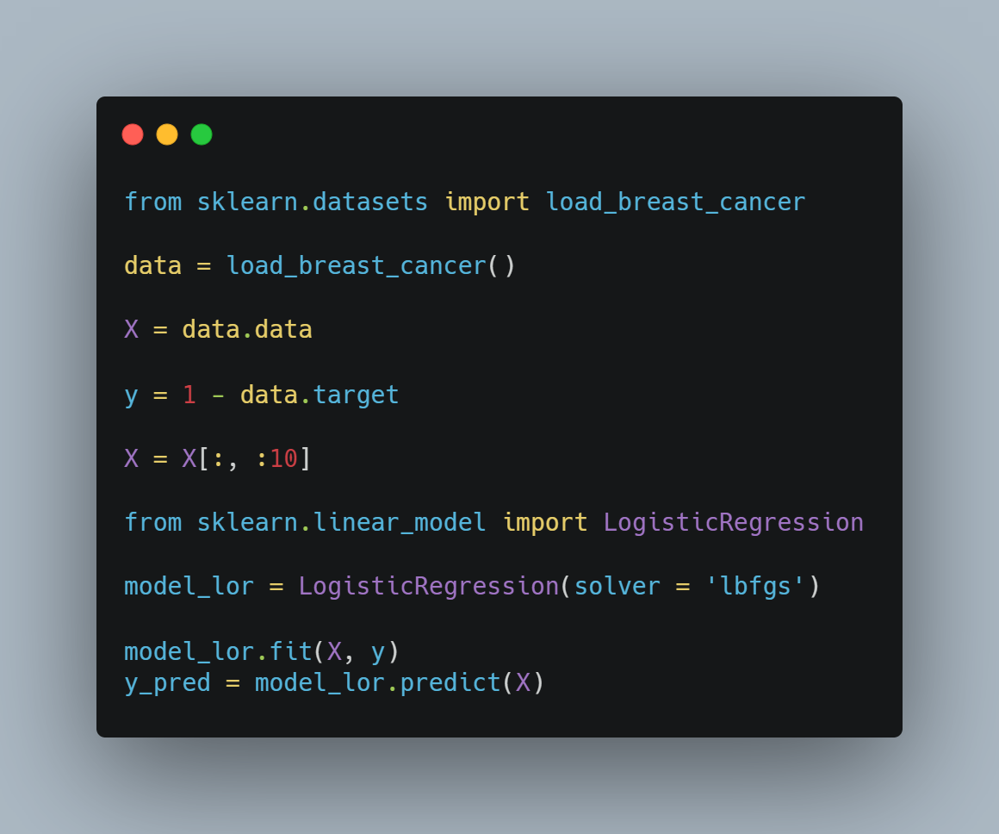 from sklearn.datasets import load_breast_cancer
data = load_breast_cancer()
X = data.data
y = 1 - data.target
X = X[:, :10]
from sklearn.linear_model import LogisticRegression
model_lor = LogisticRegression(solver = 'lbfgs')
model_lor.fit(X, y)
y_pred = model_lor.predict(X)